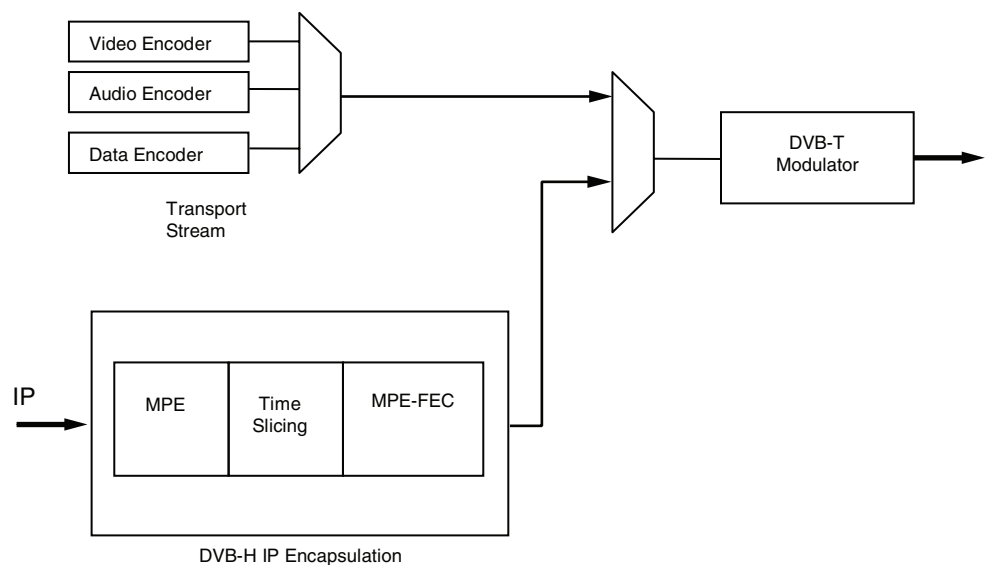 Video Encoder
Audio Encoder
Data Encoder
Transport
Stream
DVB-T
Modulator
IP
MPE
Time
Slicing
MPE-FEC
DVB-H IP Encapsulation